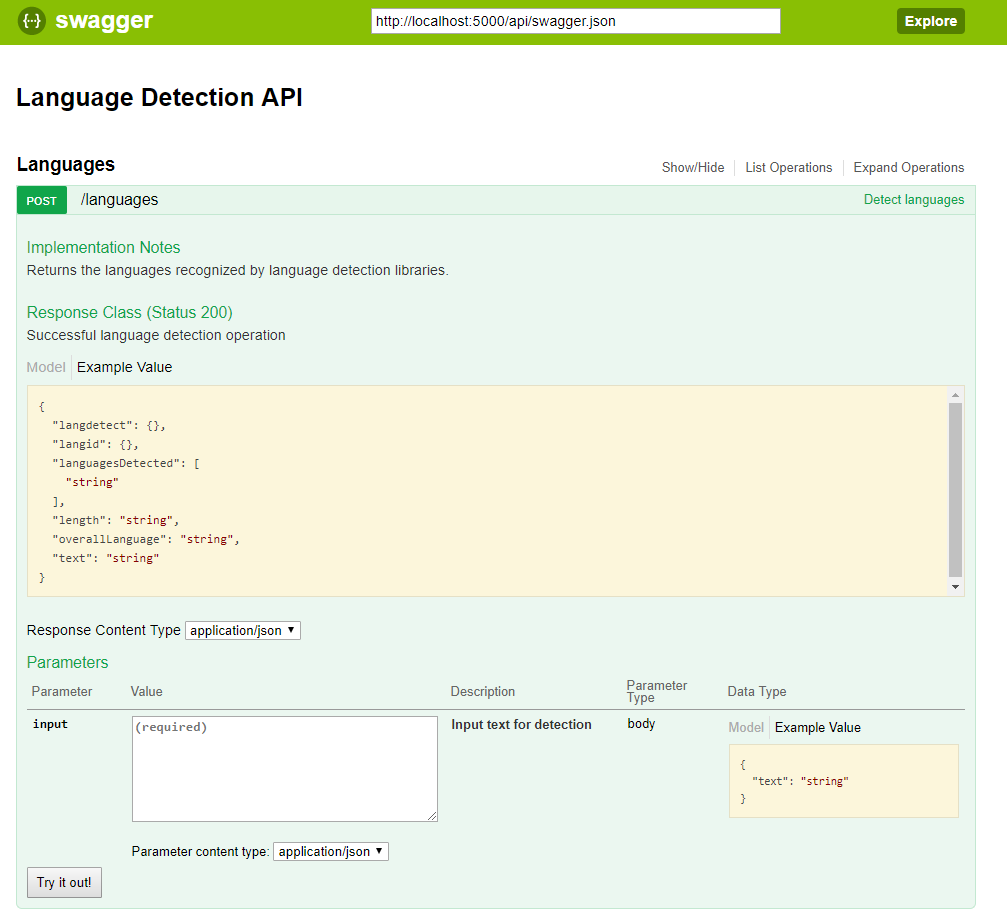 {···} swagger http://localhost:5000/api/swagger.json Explore
Language Detection API
Languages Show/Hide List Operations Expand Operations
POST /languages Detect languages
Implementation Notes
Returns the languages recognized by language detection libraries.
Response Class (Status 200)
Successful language detection operation
Model Example Value
{
"langdetect": {},
"langid": {},
"languagesDetected": [
"string"
],
"length": "string",
"overallLanguage": "string",
"text": "string"
}
Response Content Type application/json
Parameters
Parameter Value Description Parameter Type Data Type
input (required) Input text for detection body Model Example Value
{
"text": "string"
}
Parameter content type: application/json
Try it out!